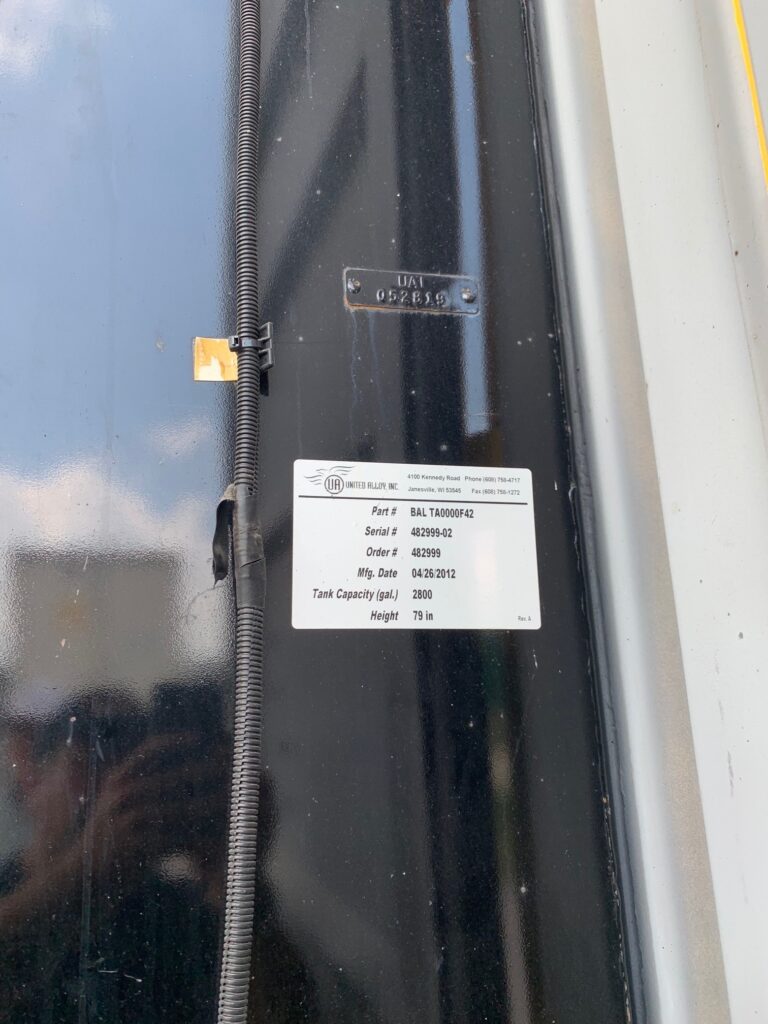 UAI
052819
UA UNITED ALLOY, INC.
4100 Kennedy Road Phone (608) 758-4717
Janesville, WI 53545 Fax (608) 758-1272
Part # BAL TA0000F42
Serial # 482999-02
Order # 482999
Mfg. Date 04/26/2012
Tank Capacity (gal.) 2800
Height 79 in
Rev. A